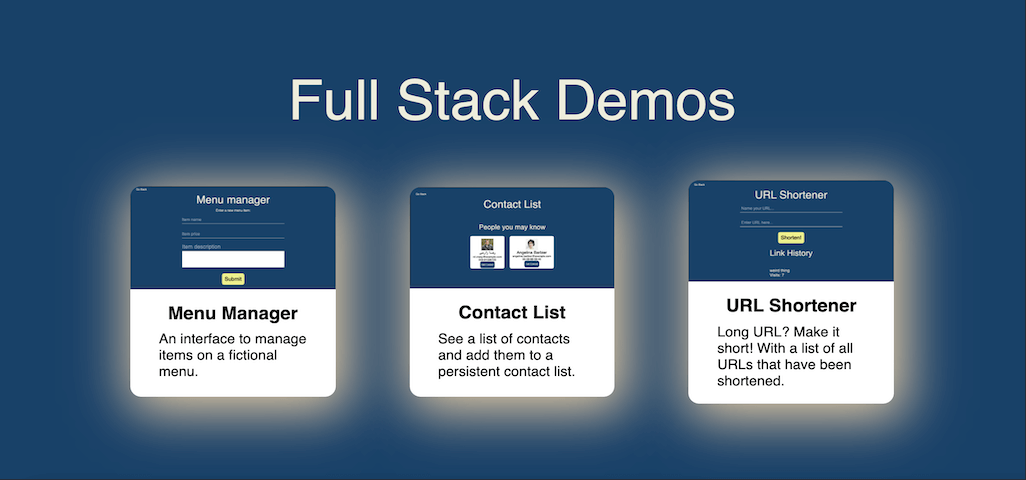 Full Stack Demos
Go Back
Menu manager
Enter a new menu item.
Item name
Item price
Item description
Submit
Menu Manager
An interface to manage
items on a fictional
menu.
Go Back
Contact List
People you may know
Angelina Garnier
Contact List
See a list of contacts
and add them to a
persistent contact list.
Go Back
URL Shortener
Name your URL...
Enter URL here...
Shorten!
Link History
weird thing
Visits: 7
URL Shortener
Long URL? Make it
short! With a list of all
URLs that have been
shortened.